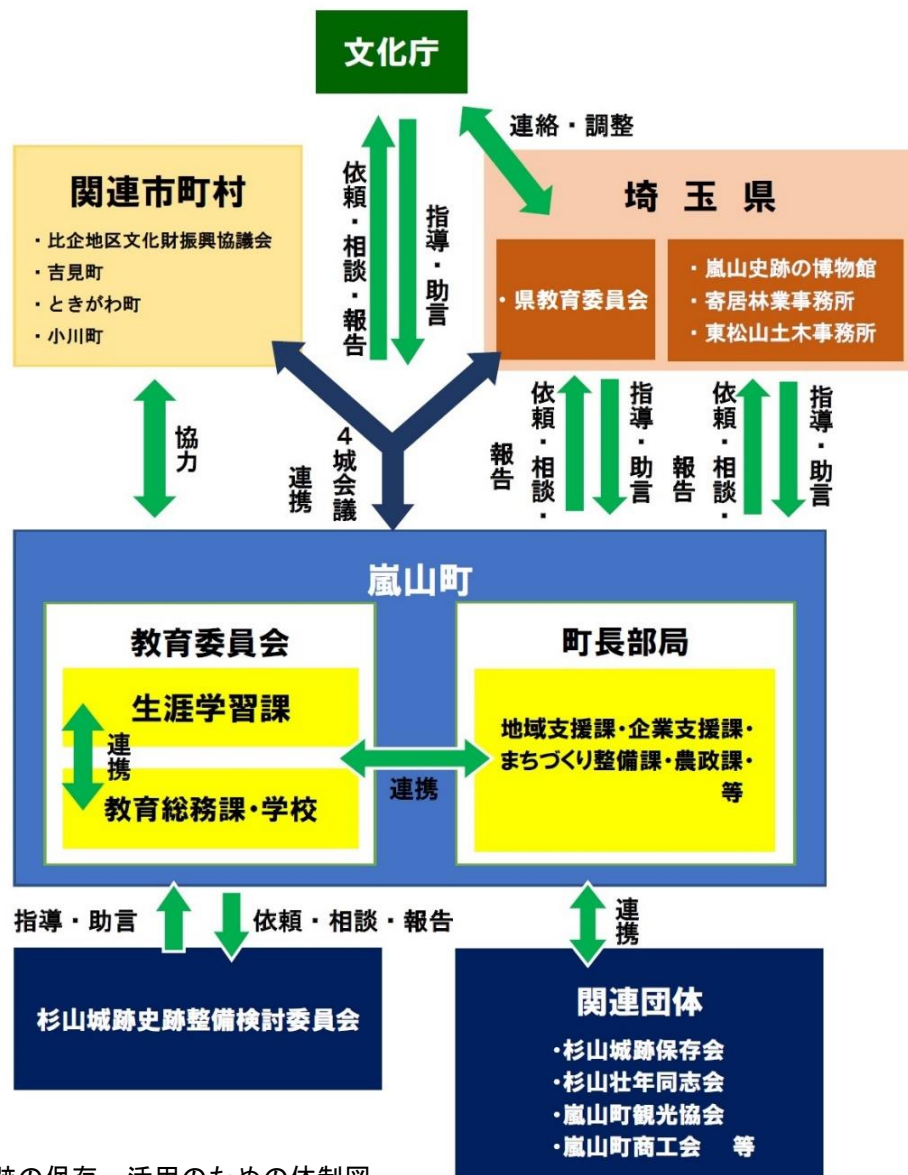 文化庁
連絡・調整
依頼・相談・報告
指導・助言
関連市町村
・比企地区文化財振興協議会
・吉見町
・ときがわ町
・小川町
埼玉県
・県教育委員会
・嵐山史跡の博物館
・寄居林業事務所
・東松山土木事務所
協力
4城会議
連携
依頼・相談・
報告
指導・助言
依頼・相談・
報告
指導・助言
嵐山町
教育委員会
生涯学習課
連携
教育総務課・学校
連携
町長部局
地域支援課・企業支援課・
まちづくり整備課・農政課・
等
指導・助言
依頼・相談・報告
連携
杉山城跡史跡整備検討委員会
関連団体
・杉山城跡保存会
・杉山壮年同志会
・嵐山町観光協会
・嵐山町商工会 等
跡の保存、活用のための体制図